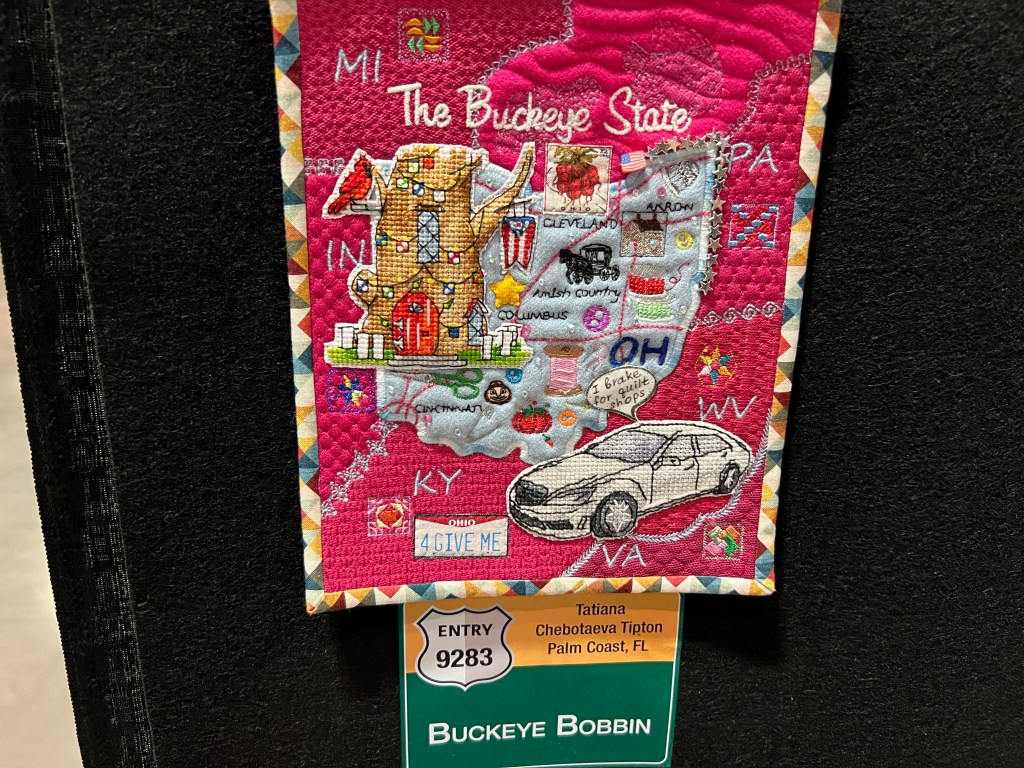 MI
The Buckeye State
PA
OHIO
CLEVELAND
AKRON
IN
Amish Country
COLUMBUS
OH
I brake
for quilt
shops
CINCINNATI
WV
KY
OHIO
4 GIVE ME
VA
ENTRY
9283
Tatiana
Chebotaeva Tipton
Palm Coast, FL
BUCKEYE BOBBIN